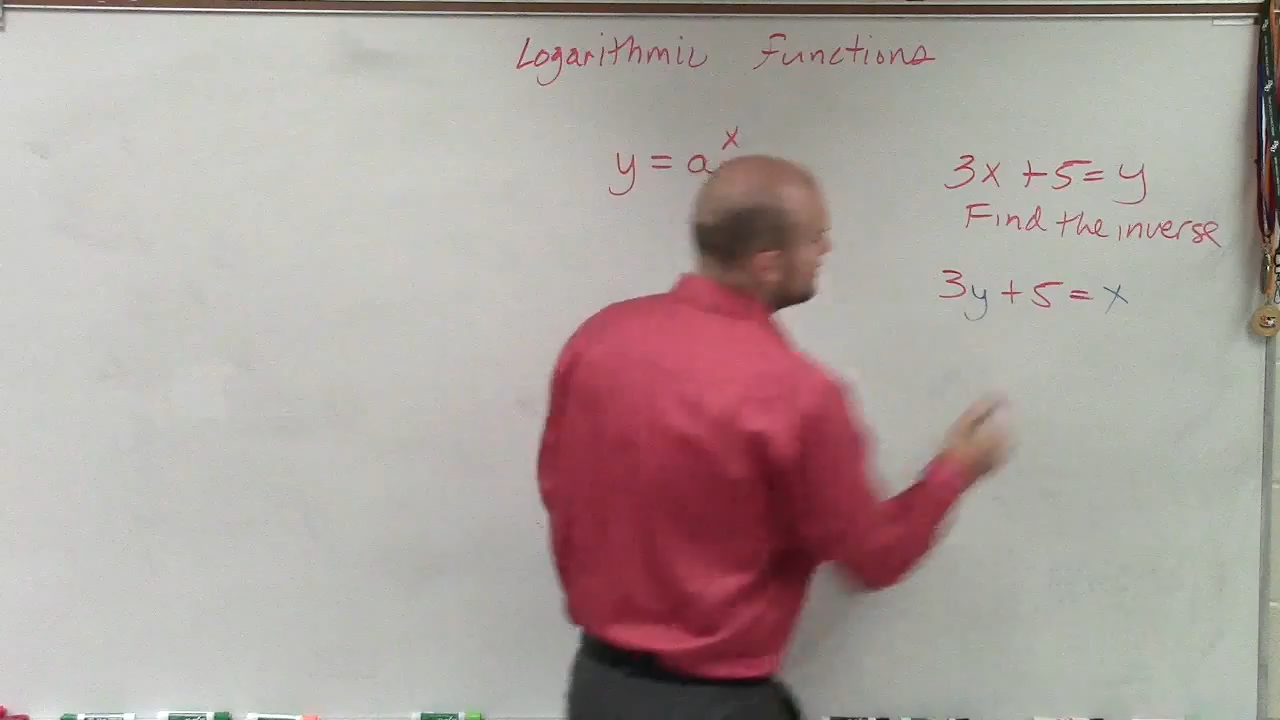 Logarithmic functions
y = a^x
3x + 5 = y
Find the inverse
3y + 5 = x